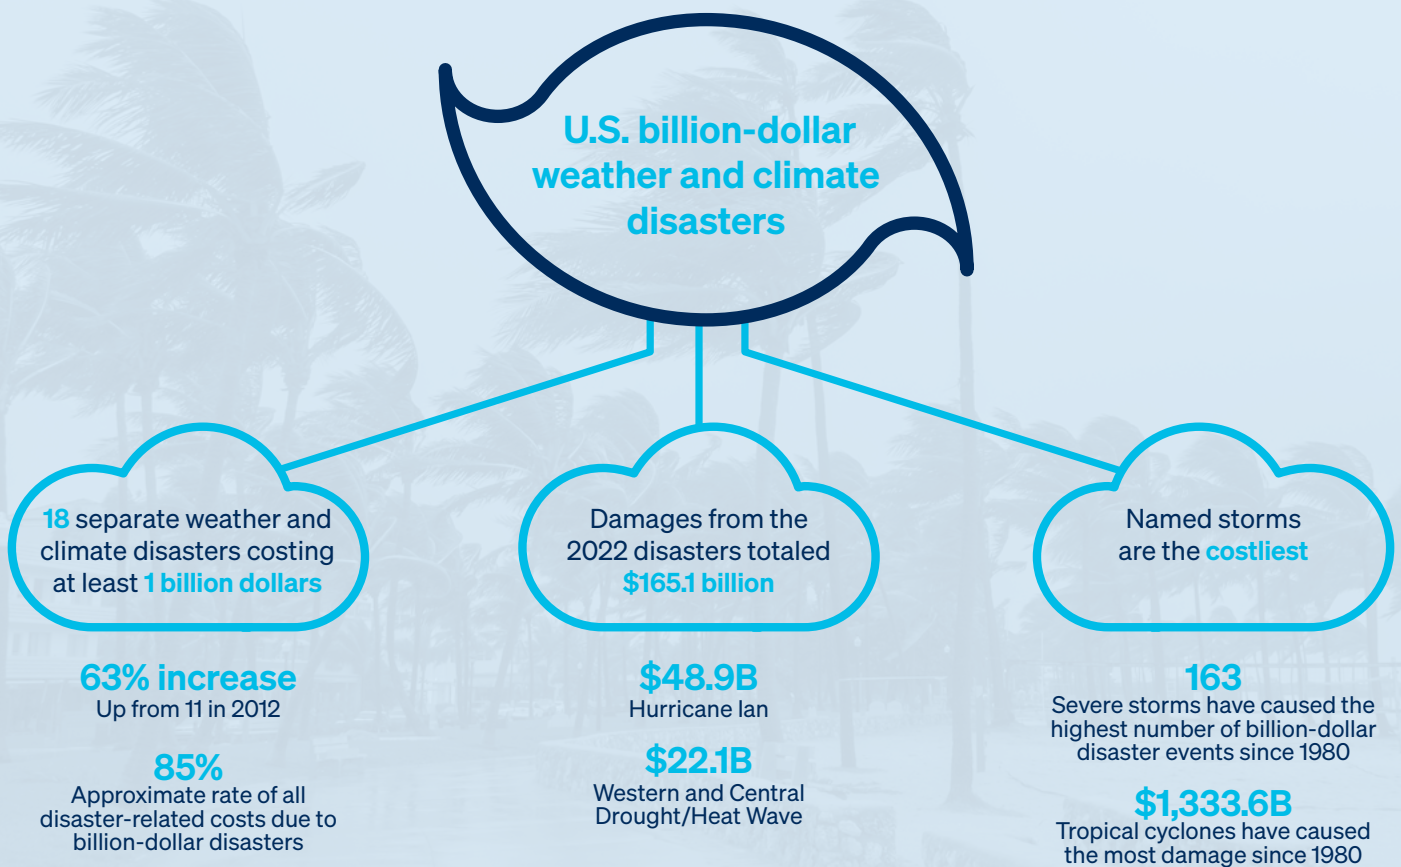 U.S. billion-dollar
weather and climate
disasters
18 separate weather and
climate disasters costing
at least 1 billion dollars
63% increase
Up from 11 in 2012
85%
Approximate rate of all
disaster-related costs due to
billion-dollar disasters
Damages from the
2022 disasters totaled
$165.1 billion
$48.9B
Hurricane Ian
$22.1B
Western and Central
Drought/Heat Wave
Named storms
are the costliest
163
Severe storms have caused the
highest number of billion-dollar
disaster events since 1980
$1,333.6B
Tropical cyclones have caused
the most damage since 1980